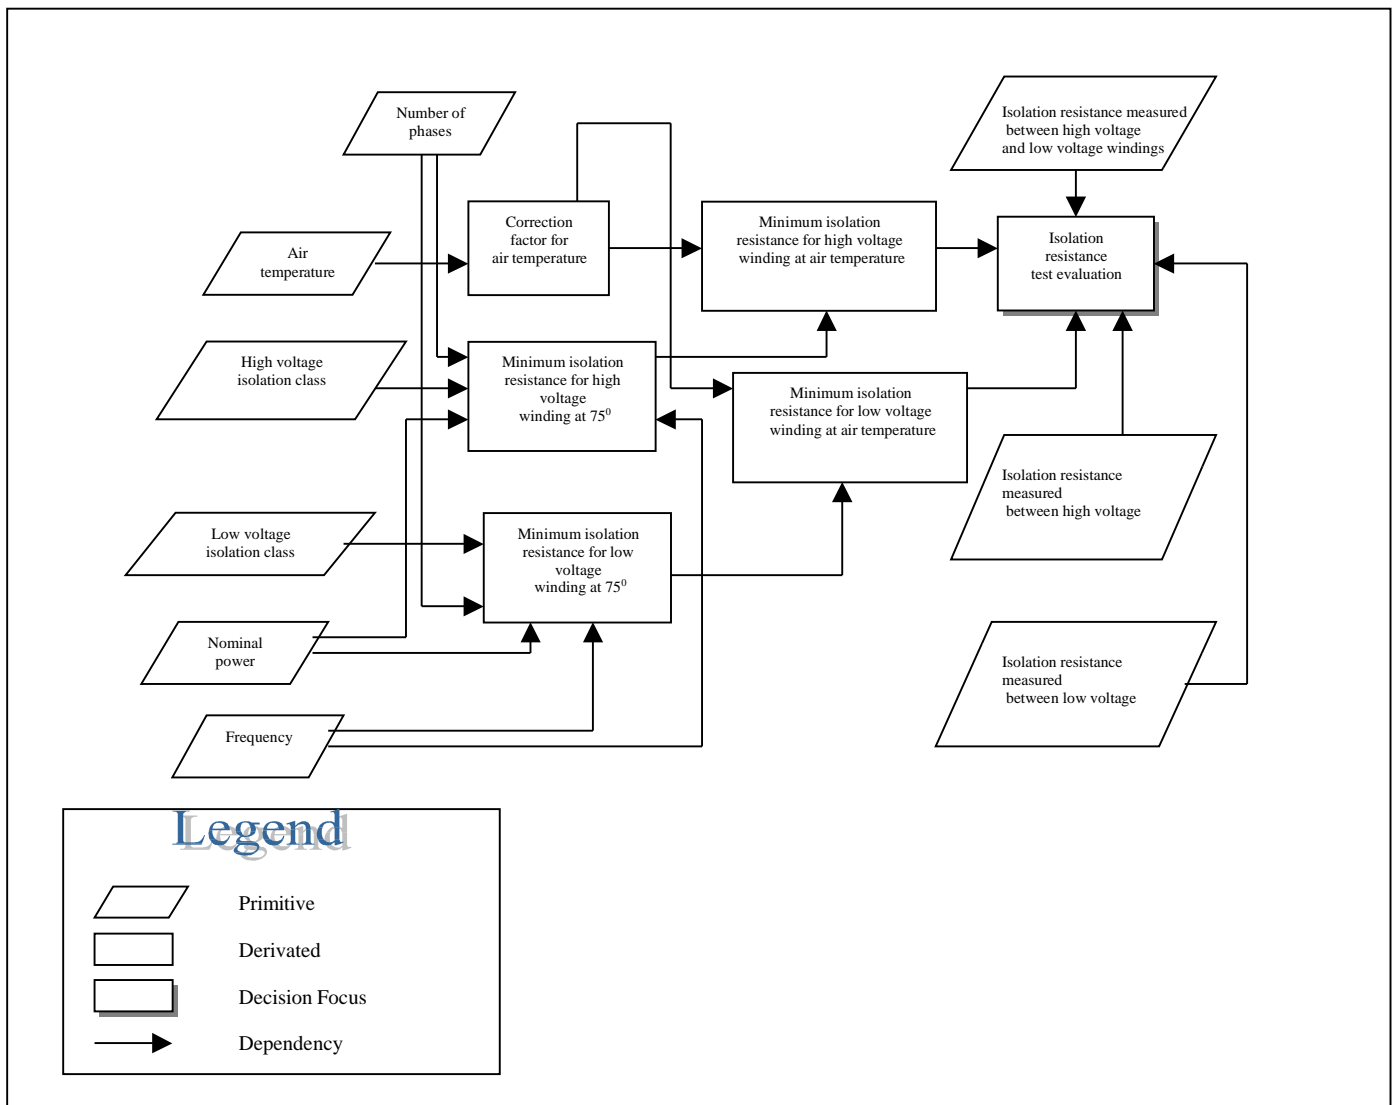 Number of
phases
Isolation resistance measured
between high voltage
and low voltage windings
Correction
factor for
air temperature
Minimum isolation
resistance for high voltage
winding at air temperature
Isolation
resistance
test evaluation
Air
temperature
High voltage
isolation class
Minimum isolation
resistance for high
voltage
winding at 75⁰
Minimum isolation
resistance for low voltage
winding at air temperature
Isolation resistance
measured
between high voltage
Low voltage
isolation class
Minimum isolation
resistance for low
voltage
winding at 75⁰
Nominal
power
Isolation resistance
measured
between low voltage
Frequency
Legend
Primitive
Derivated
Decision Focus
Dependency